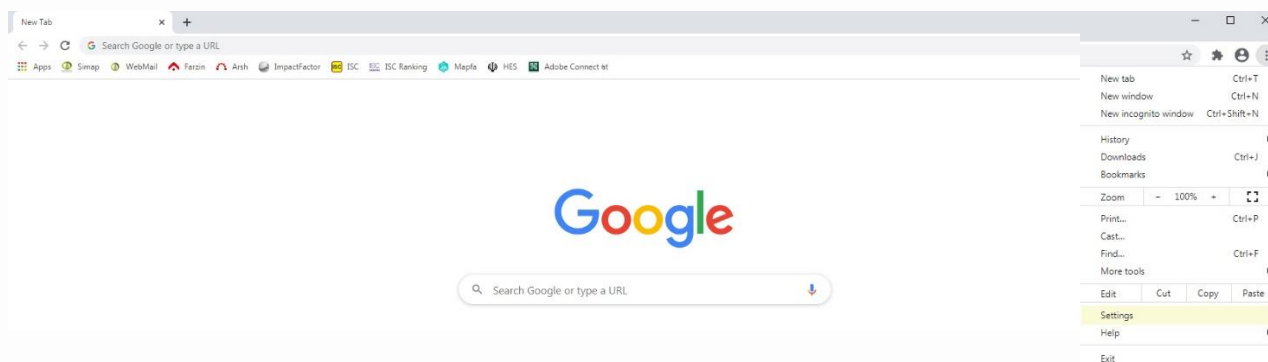 New Tab
Search Google or type a URL
Apps Simap WebMail Farzin Arsh ImpactFactor ISC ISC Ranking Mapfa HES Adobe Connect
Google
Search Google or type a URL
New tab Ctrl+T
New window Ctrl+N
New incognito window Ctrl+Shift+N
History
Downloads Ctrl+J
Bookmarks
Zoom - 100% +
Print... Ctrl+P
Cast...
Find... Ctrl+F
More tools
Edit Cut Copy Paste
Settings
Help
Exit